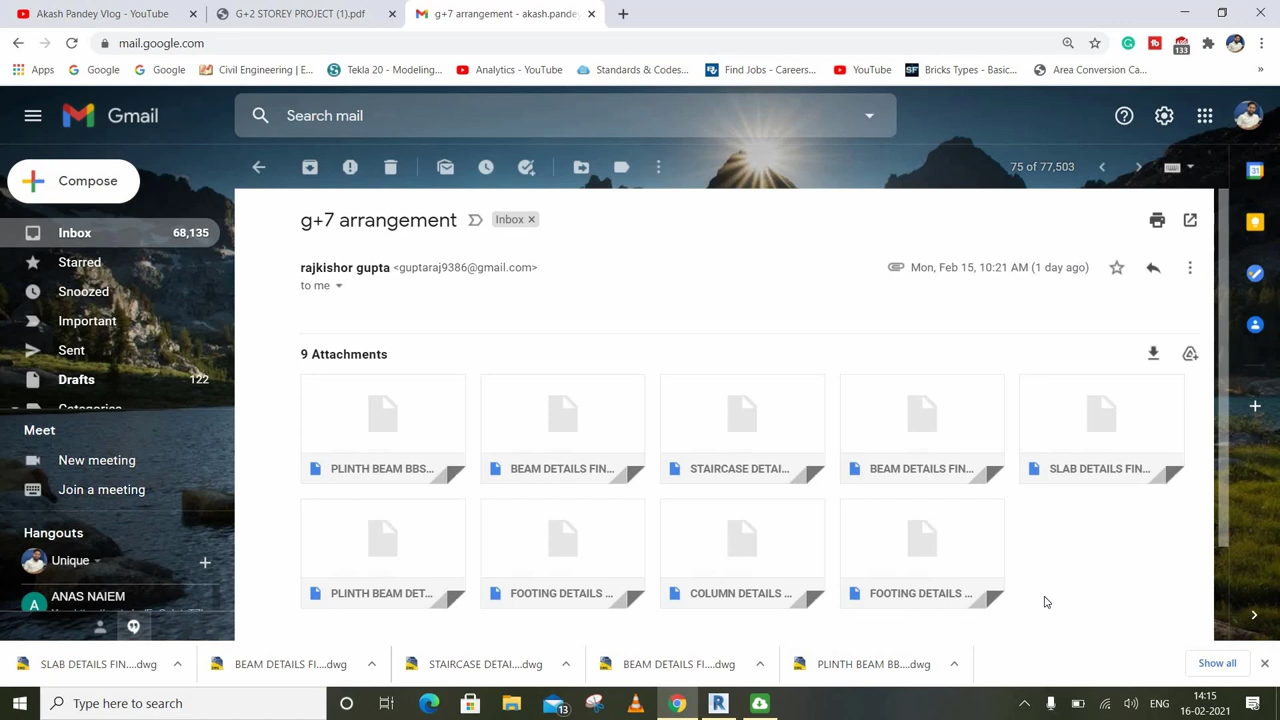 Akash Pandey Vlog - YouTube
G+2 STOREY PROJECT (1).pdf
g+7 arrangement - akash.pande
mail.google.com
133
Apps
Google
Google
Civil Engineering | E...
Tekla 20 - Modeling...
Analytics - YouTube
Standards & Codes...
Find Jobs - Careers...
YouTube
SF
Bricks Types - Basic...
Area Conversion Ca...
»
Gmail
Search mail
Compose
75 of 77,503
31
Inbox 68,135
Starred
Snoozed
Important
Sent
Drafts 122
Categories
Meet
New meeting
Join a meeting
Hangouts
Unique
ANAS NAIEM
A
g+7 arrangement
Inbox ×
rajkishor gupta <guptaraj9386@gmail.com>
Mon, Feb 15, 10:21 AM (1 day ago)
to me
9 Attachments
PLINTH BEAM BBS...
BEAM DETAILS FIN...
STAIRCASE DETAI...
BEAM DETAILS FIN...
SLAB DETAILS FIN...
PLINTH BEAM DET...
FOOTING DETAILS ...
COLUMN DETAILS ...
FOOTING DETAILS ...
SLAB DETAILS FIN....dwg
BEAM DETAILS FI....dwg
STAIRCASE DETAI....dwg
BEAM DETAILS FI....dwg
PLINTH BEAM BB....dwg
Show all
Type here to search
13
R
ENG
14:15
16-02-2021